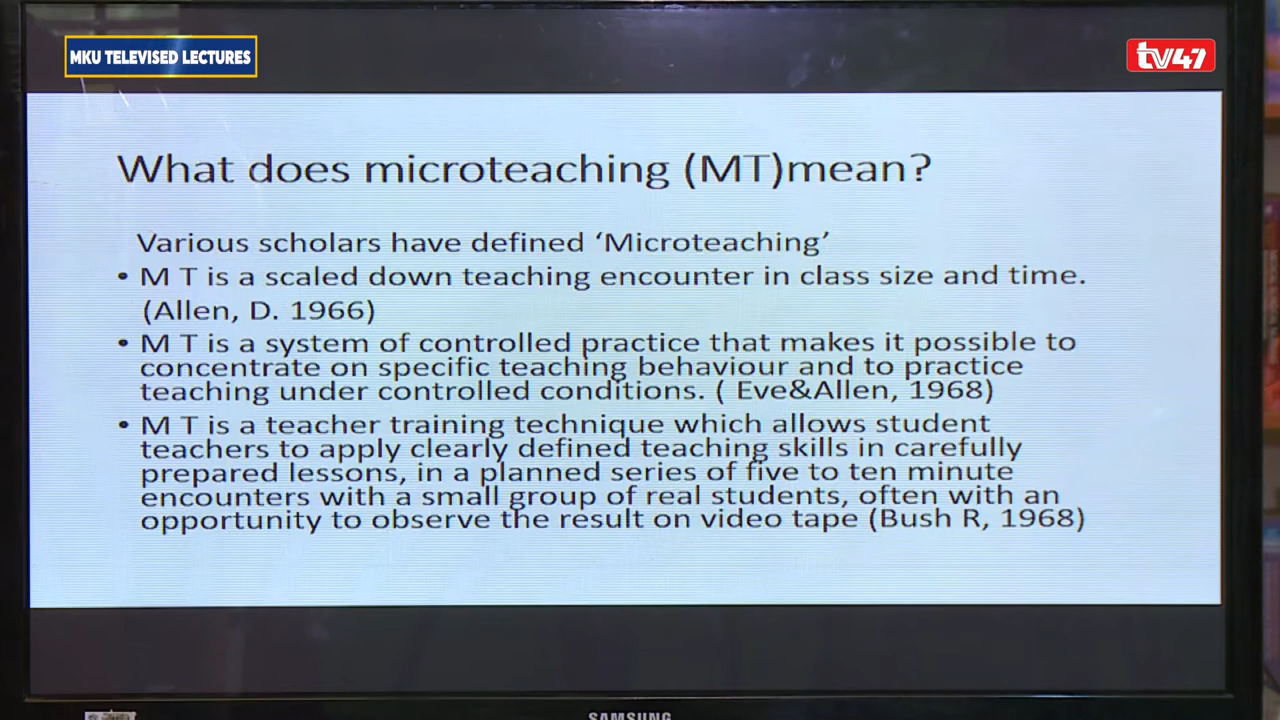 MKU TELEVISED LECTURES
tv47
What does microteaching (MT)mean?
Various scholars have defined ‘Microteaching’
• M T is a scaled down teaching encounter in class size and time.
(Allen, D. 1966)
• M T is a system of controlled practice that makes it possible to
concentrate on specific teaching behaviour and to practice
teaching under controlled conditions. ( Eve&Allen, 1968)
• M T is a teacher training technique which allows student
teachers to apply clearly defined teaching skills in carefully
prepared lessons, in a planned series of five to ten minute
encounters with a small group of real students, often with an
opportunity to observe the result on video tape (Bush R, 1968)
SAMSUNG